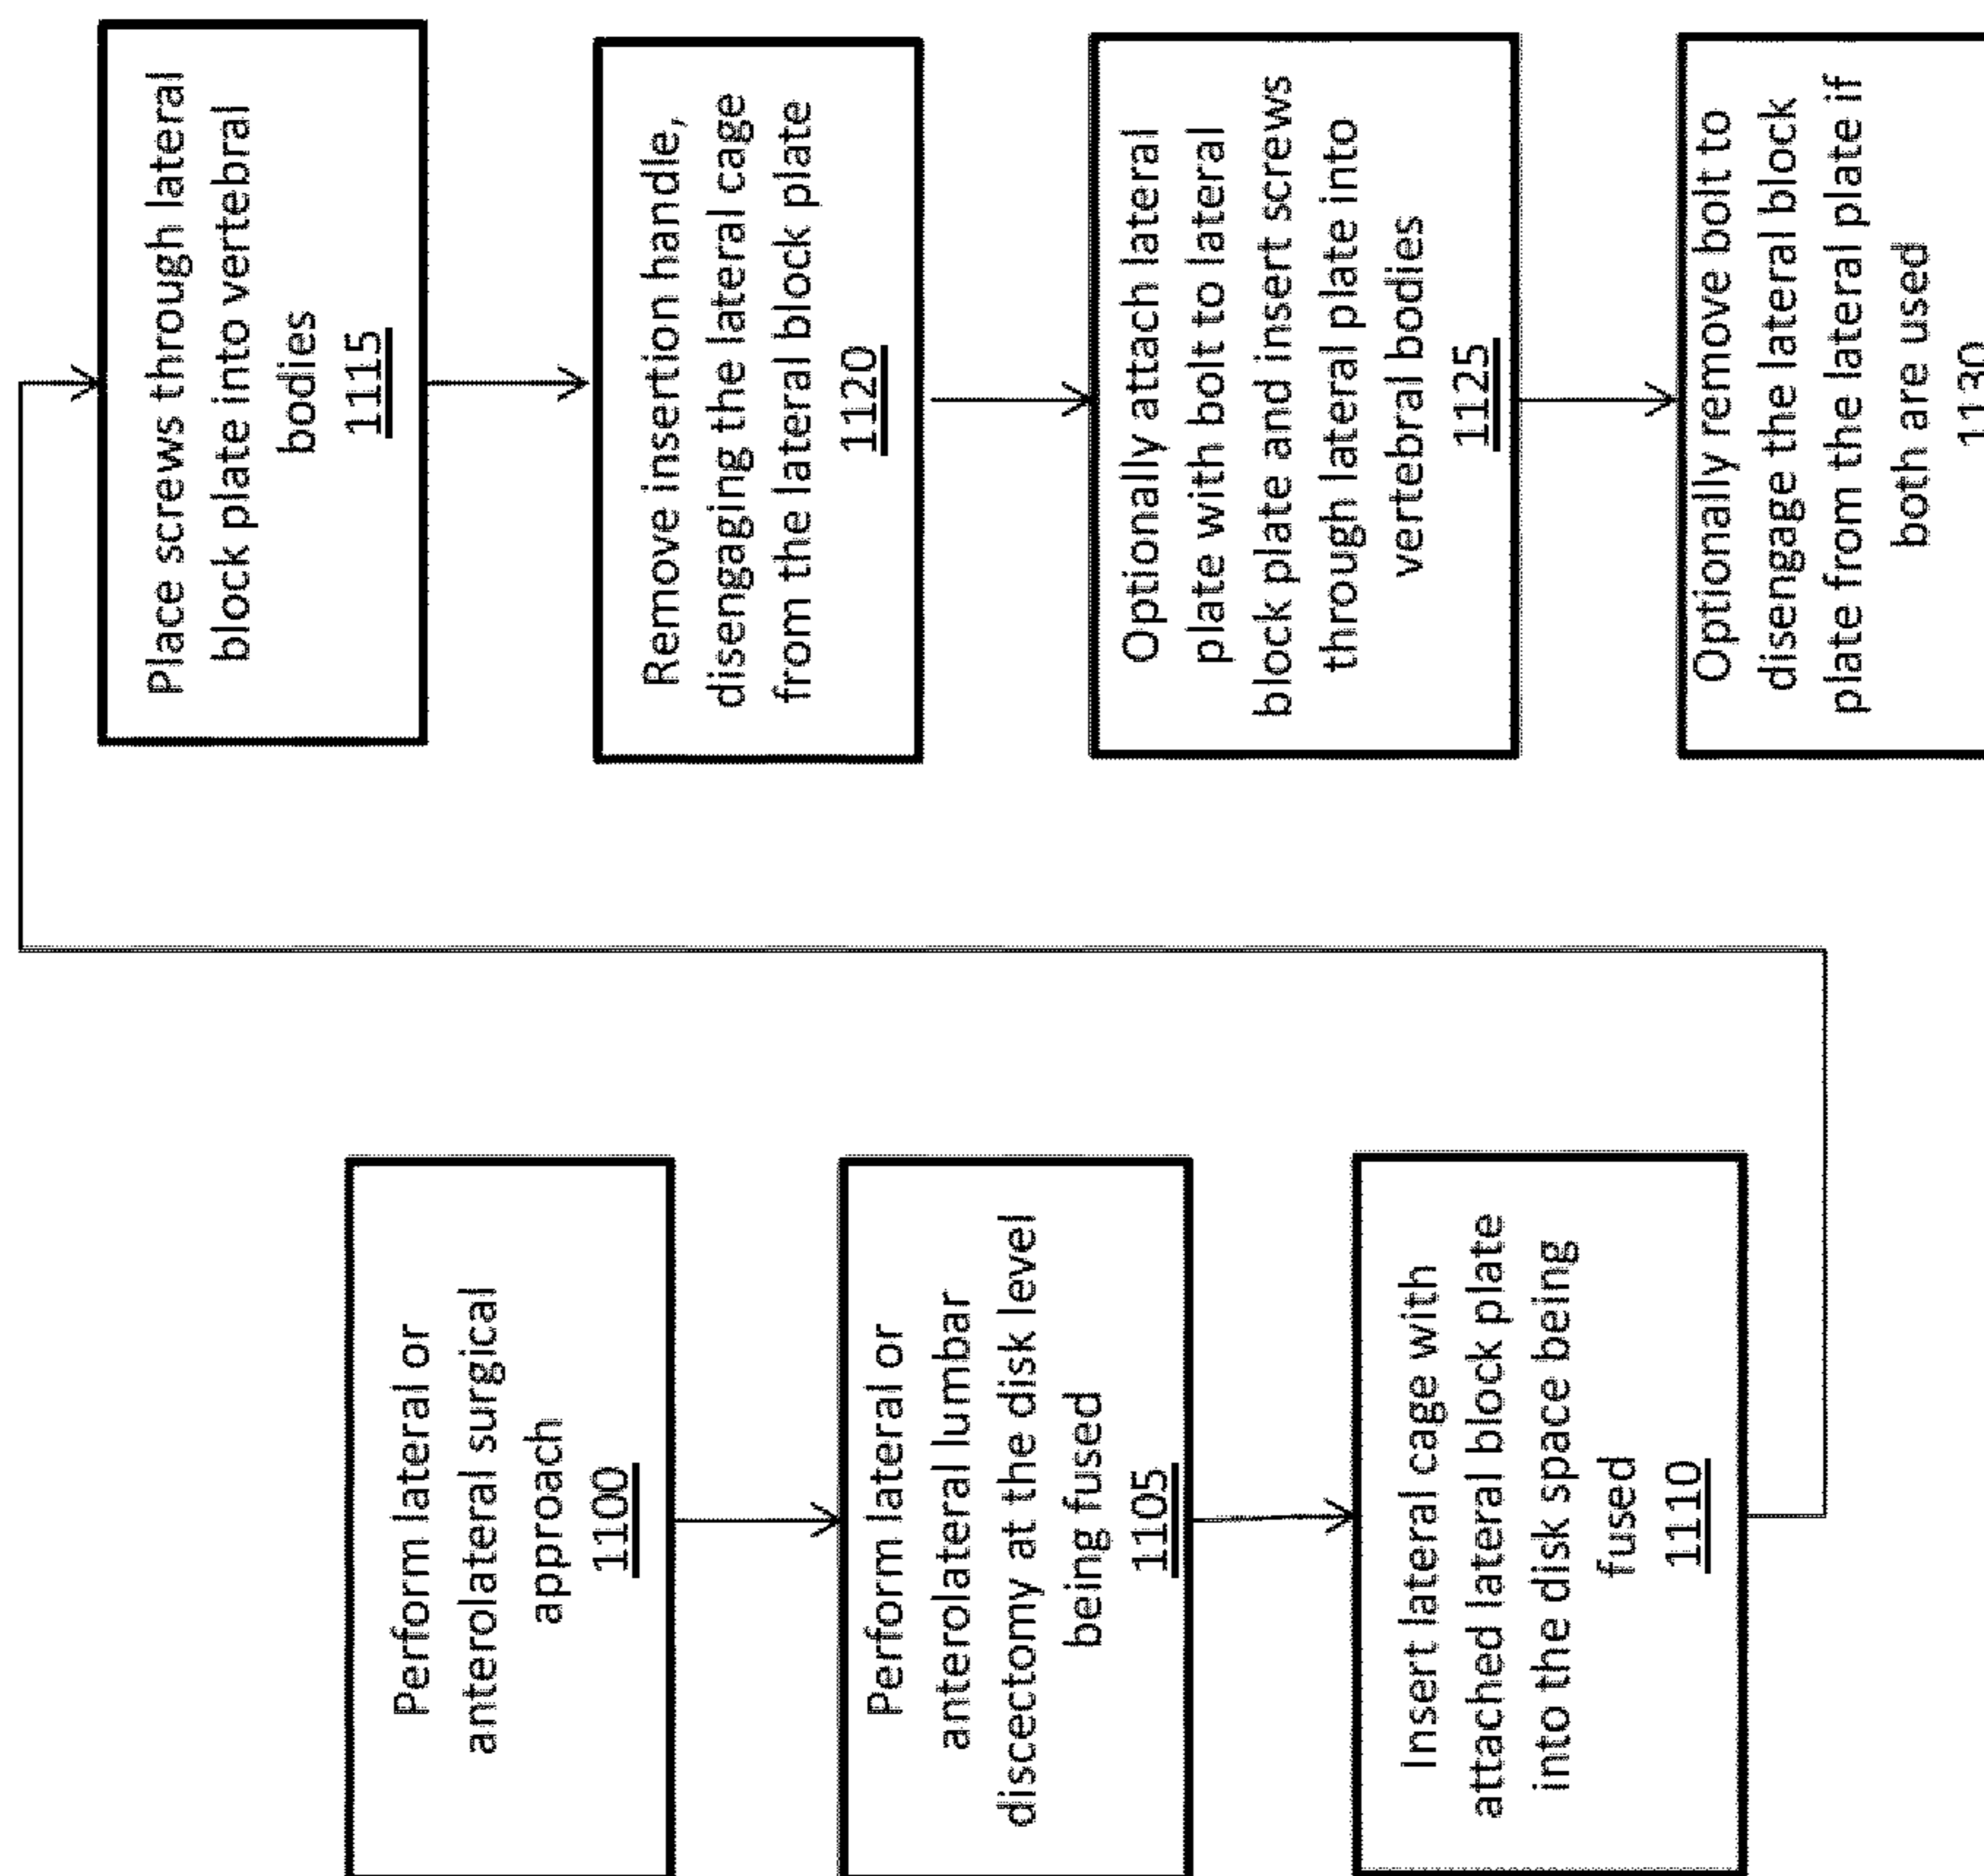 Perform lateral or
anterolateral surgical
approach
1100
Perform lateral or
anterolateral lumbar
discectomy at the disk level
being fused
1105
Insert lateral cage with
attached lateral block plate
into the disk space being
fused
1110
Place screws through lateral
block plate into vertebral
bodies
1115
Remove insertion handle,
disengaging the lateral cage
from the lateral block plate
1120
Optionally attach lateral
plate with bolt to lateral
block plate and insert screws
through lateral plate into
vertebral bodies
1125
Optionally remove bolt to
disengage the lateral block
plate from the lateral plate if
both are used
1130